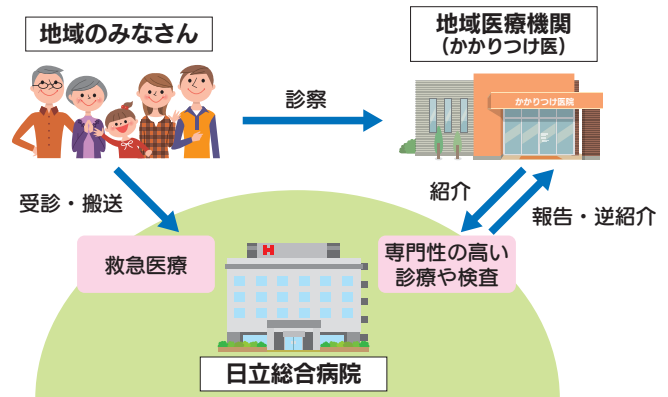 地域のみなさん
地域医療機関
（かかりつけ医）
かかりつけ医院
診察
受診・搬送
紹介
報告・逆紹介
救急医療
専門性の高い
診療や検査
H
日立総合病院